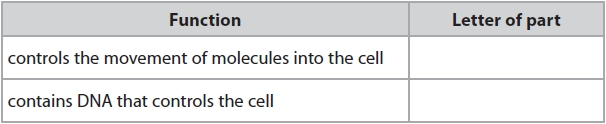 Function Letter of part
controls the movement of molecules into the cell
contains DNA that controls the cell